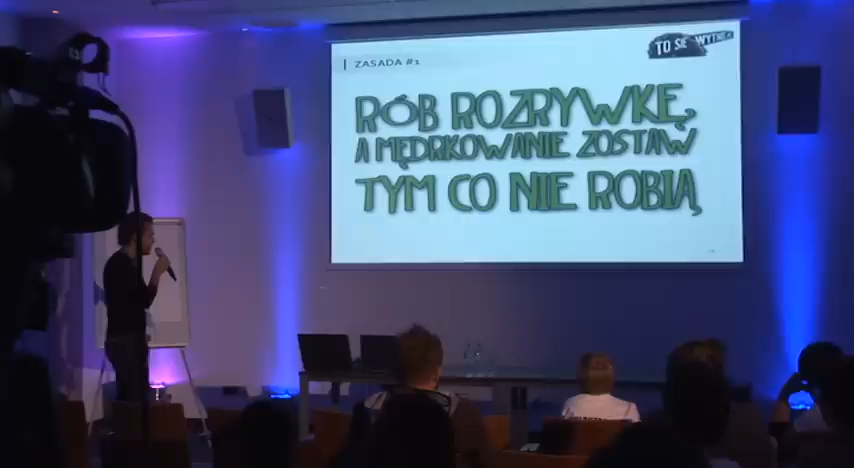 ZASADA #1
TO SIĘ WYTNIE
RÓB ROZRYWKĘ,
A MĘDRKOWANIE ZOSTAW
TYM CO NIE ROBIĄ